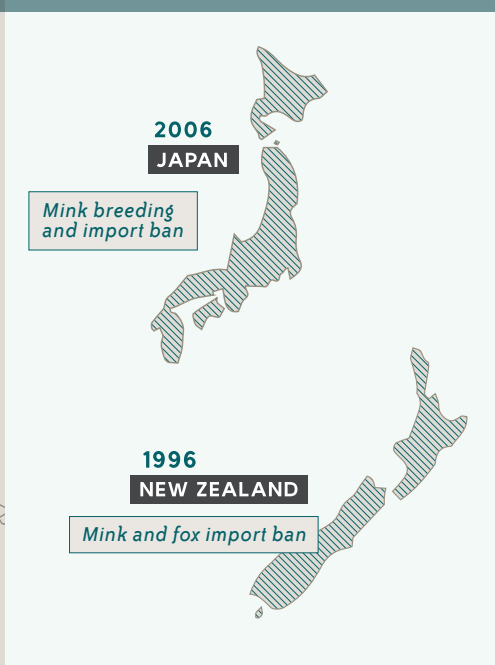 2006
JAPAN
Mink breeding
and import ban
1996
NEW ZEALAND
Mink and fox import ban